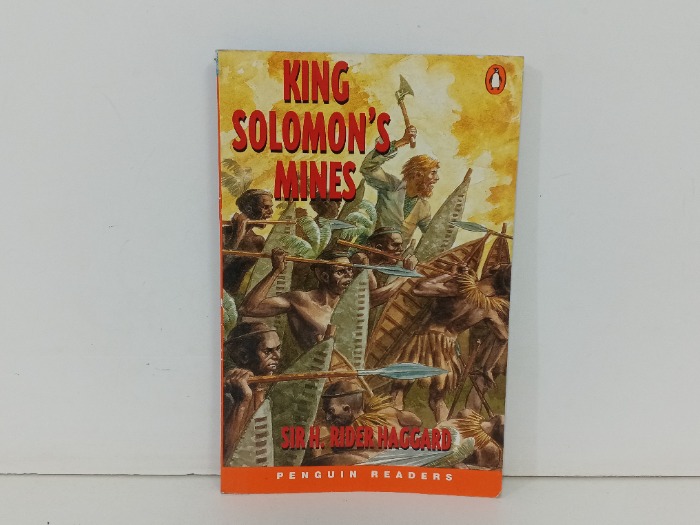 KING
SOLOMON'S
MINES
SIR H. RIDER HAGGARD
PENGUIN READERS